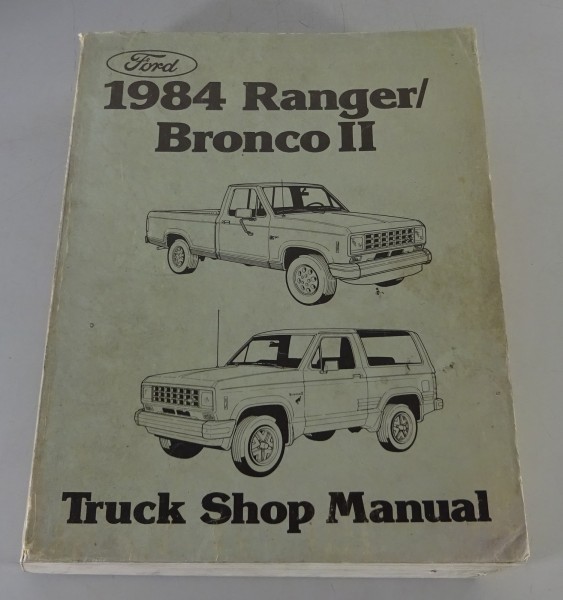 Ford
1984 Ranger/
Bronco II
Truck Shop Manual